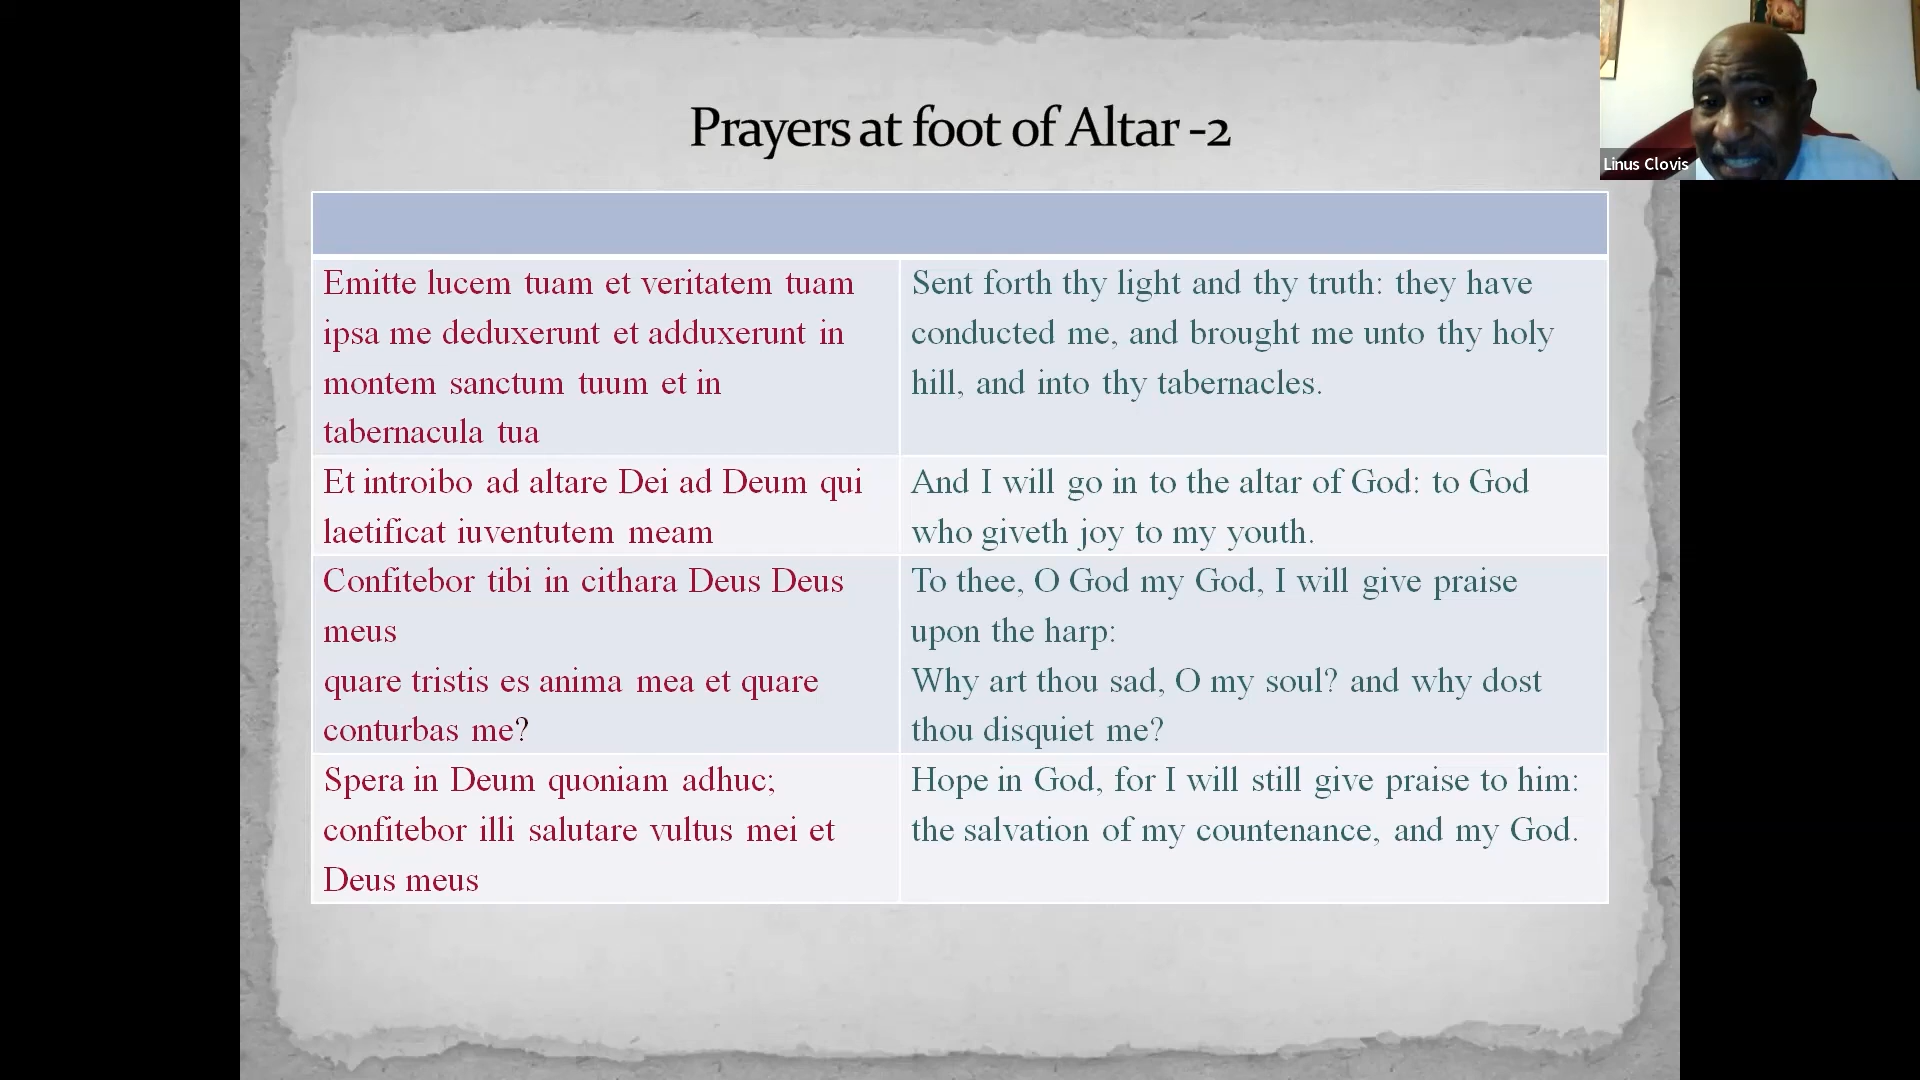 Prayers at foot of Altar -2
Linus Clovis
Emitte lucem tuam et veritatem tuam
ipsa me deduxerunt et adduxerunt in
montem sanctum tuum et in
tabernacula tua
Sent forth thy light and thy truth: they have
conducted me, and brought me unto thy holy
hill, and into thy tabernacles.
Et introibo ad altare Dei ad Deum qui
laetificat iuventutem meam
And I will go in to the altar of God: to God
who giveth joy to my youth.
Confitebor tibi in cithara Deus Deus
meus
quare tristis es anima mea et quare
conturbas me?
To thee, O God my God, I will give praise
upon the harp:
Why art thou sad, O my soul? and why dost
thou disquiet me?
Spera in Deum quoniam adhuc;
confitebor illi salutare vultus mei et
Deus meus
Hope in God, for I will still give praise to him:
the salvation of my countenance, and my God.